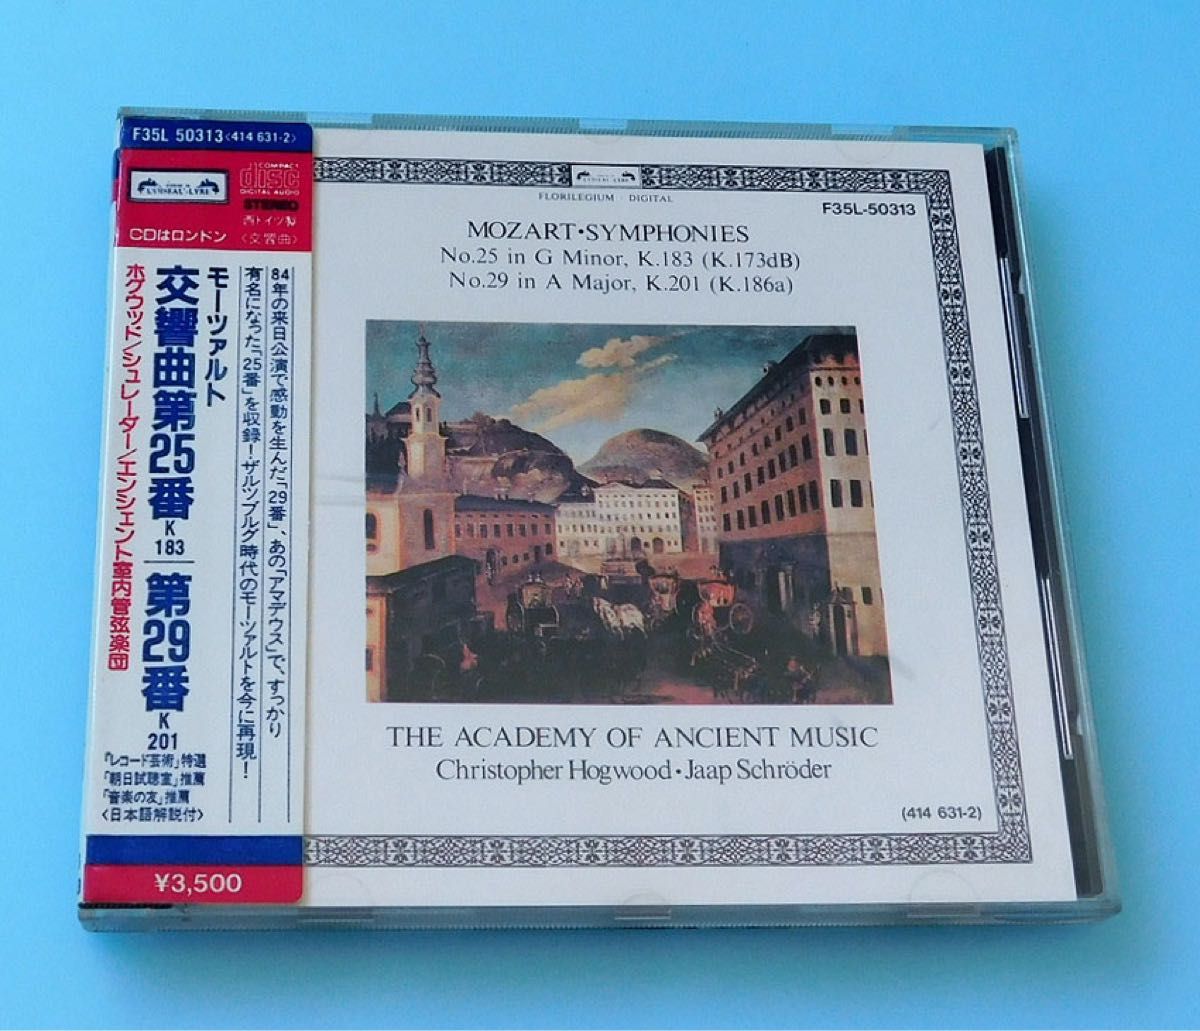 F35L 50313〈414 631-2〉
L'OISEAU-LYRE
COMPACT
disc
DIGITAL AUDIO
STEREO
西ドイツ製
CDはロンドン
〈交響曲〉
84年の来日公演で感動を生んだ「29番」、あの「アマデウス」で、すっかり
有名になった「25番」を収録！ザルツブルグ時代のモーツァルトを今に再現！
モーツァルト
交響曲第25番 K 183 第29番 K 201
ホグウッド/シュレーダー/エンシェント室内管弦楽団
『レコード芸術』特選
「朝日試聴室」推薦
「音楽の友」推薦
〈日本語解説付〉
¥3,500
L'OISEAU-LYRE
FLORILEGIUM · DIGITAL
F35L-50313
MOZART·SYMPHONIES
No.25 in G Minor, K.183 (K.173dB)
No.29 in A Major, K.201 (K.186a)
THE ACADEMY OF ANCIENT MUSIC
Christopher Hogwood·Jaap Schröder
(414 631-2)